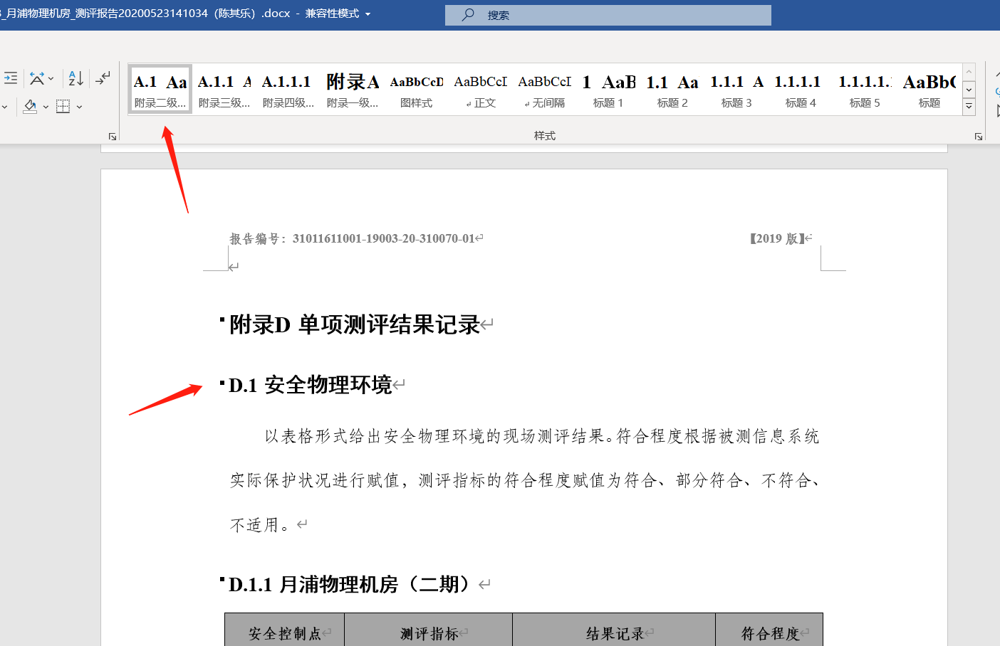 _月浦物理机房_测评报告20200523141034（陈其乐）.docx - 兼容性模式
搜索
A.1 Aa
A.1.1 A
A.1.1.1
附录A
AaBbCcD
AaBbCcI
AaBbCcI
1 AaB
1.1 Aa
1.1.1 A
1.1.1.1
1.1.1.1.
AaBb(
附录二级...
附录三级...
附录四级...
附录一级...
图样式
↵正文
↵无间隔
标题 1
标题 2
标题 3
标题 4
标题 5
标题
样式
报告编号：31011611001-19003-20-310070-01↵
【2019 版】↵
↵
附录D 单项测评结果记录↵
D.1 安全物理环境↵
以表格形式给出安全物理环境的现场测评结果。符合程度根据被测信息系统
实际保护状况进行赋值，测评指标的符合程度赋值为符合、部分符合、不符合、
不适用。↵
D.1.1 月浦物理机房（二期）↵
安全控制点↵
测评指标↵
结果记录↵
符合程度↵